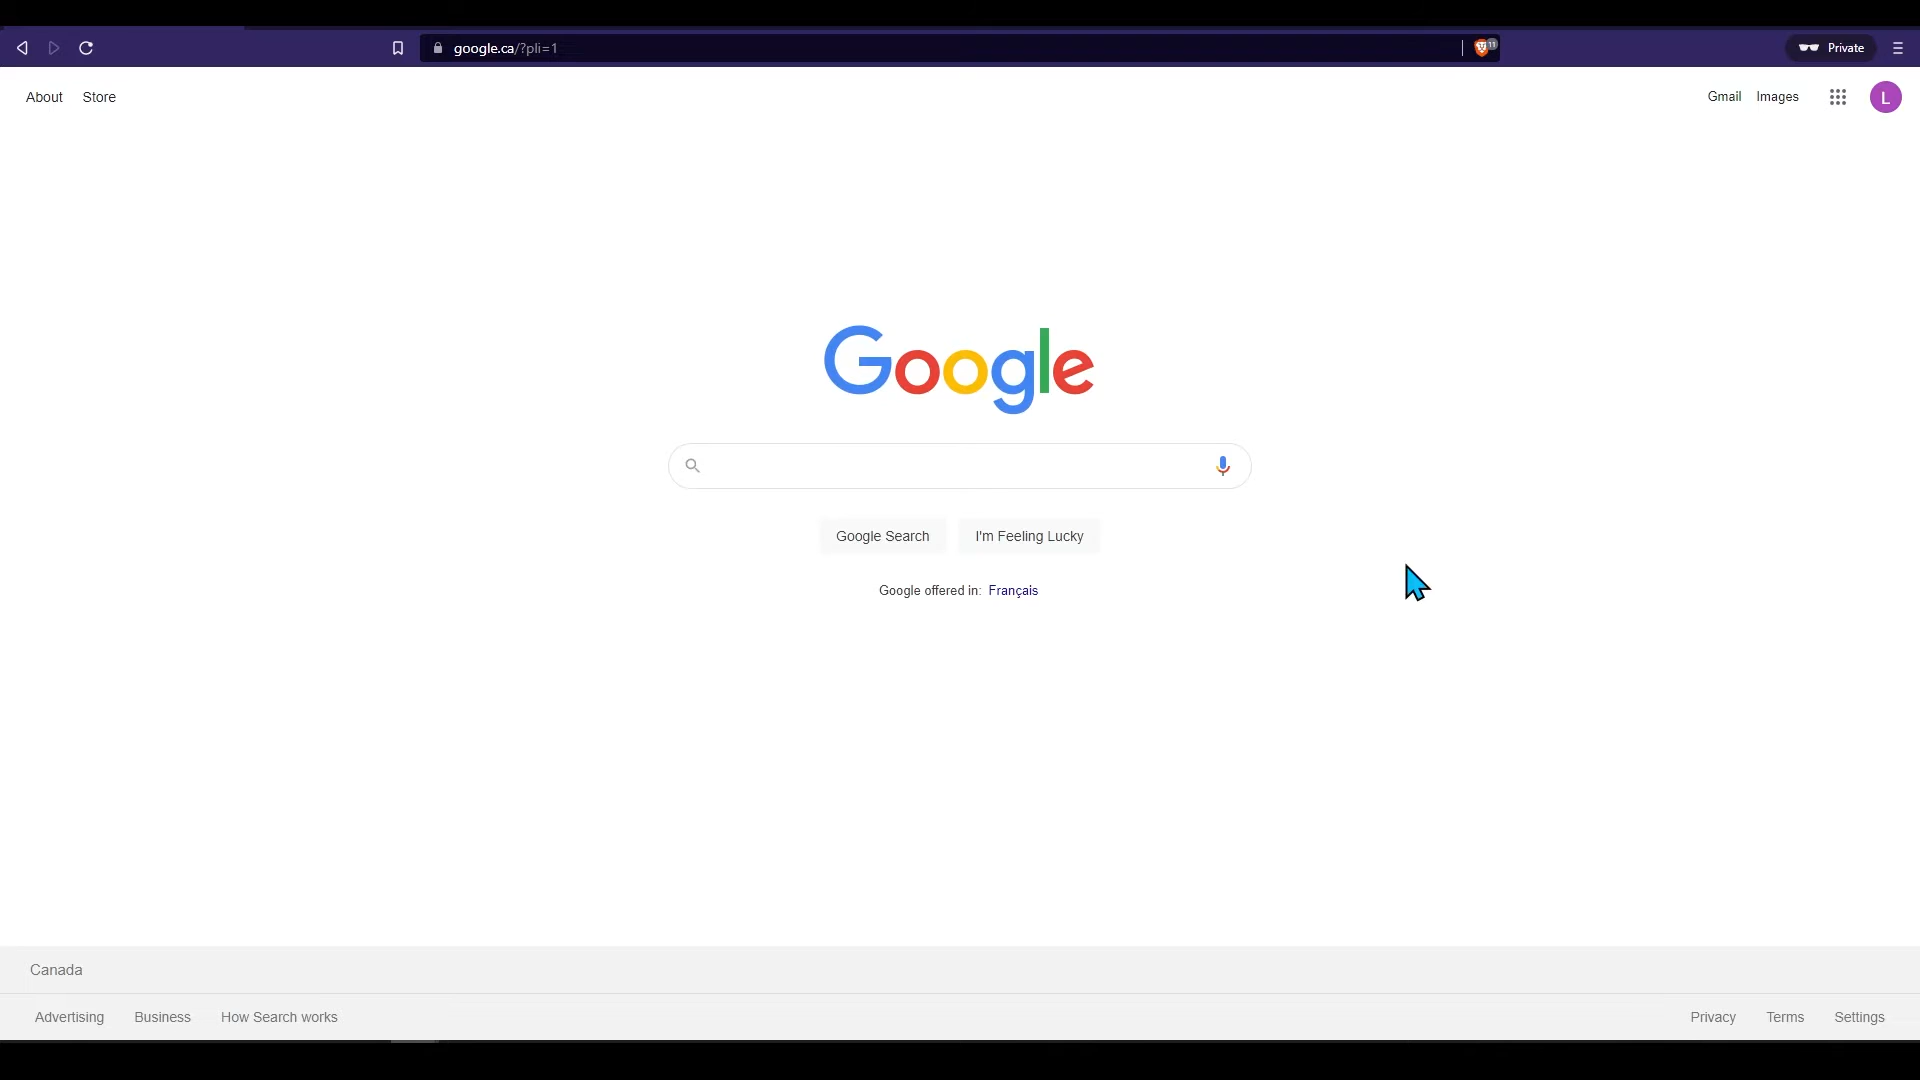 google.ca/?pli=1
11
Private
About Store
Gmail Images
L
Google
Google Search I'm Feeling Lucky
Google offered in: Français
Canada
Advertising Business How Search works
Privacy Terms Settings